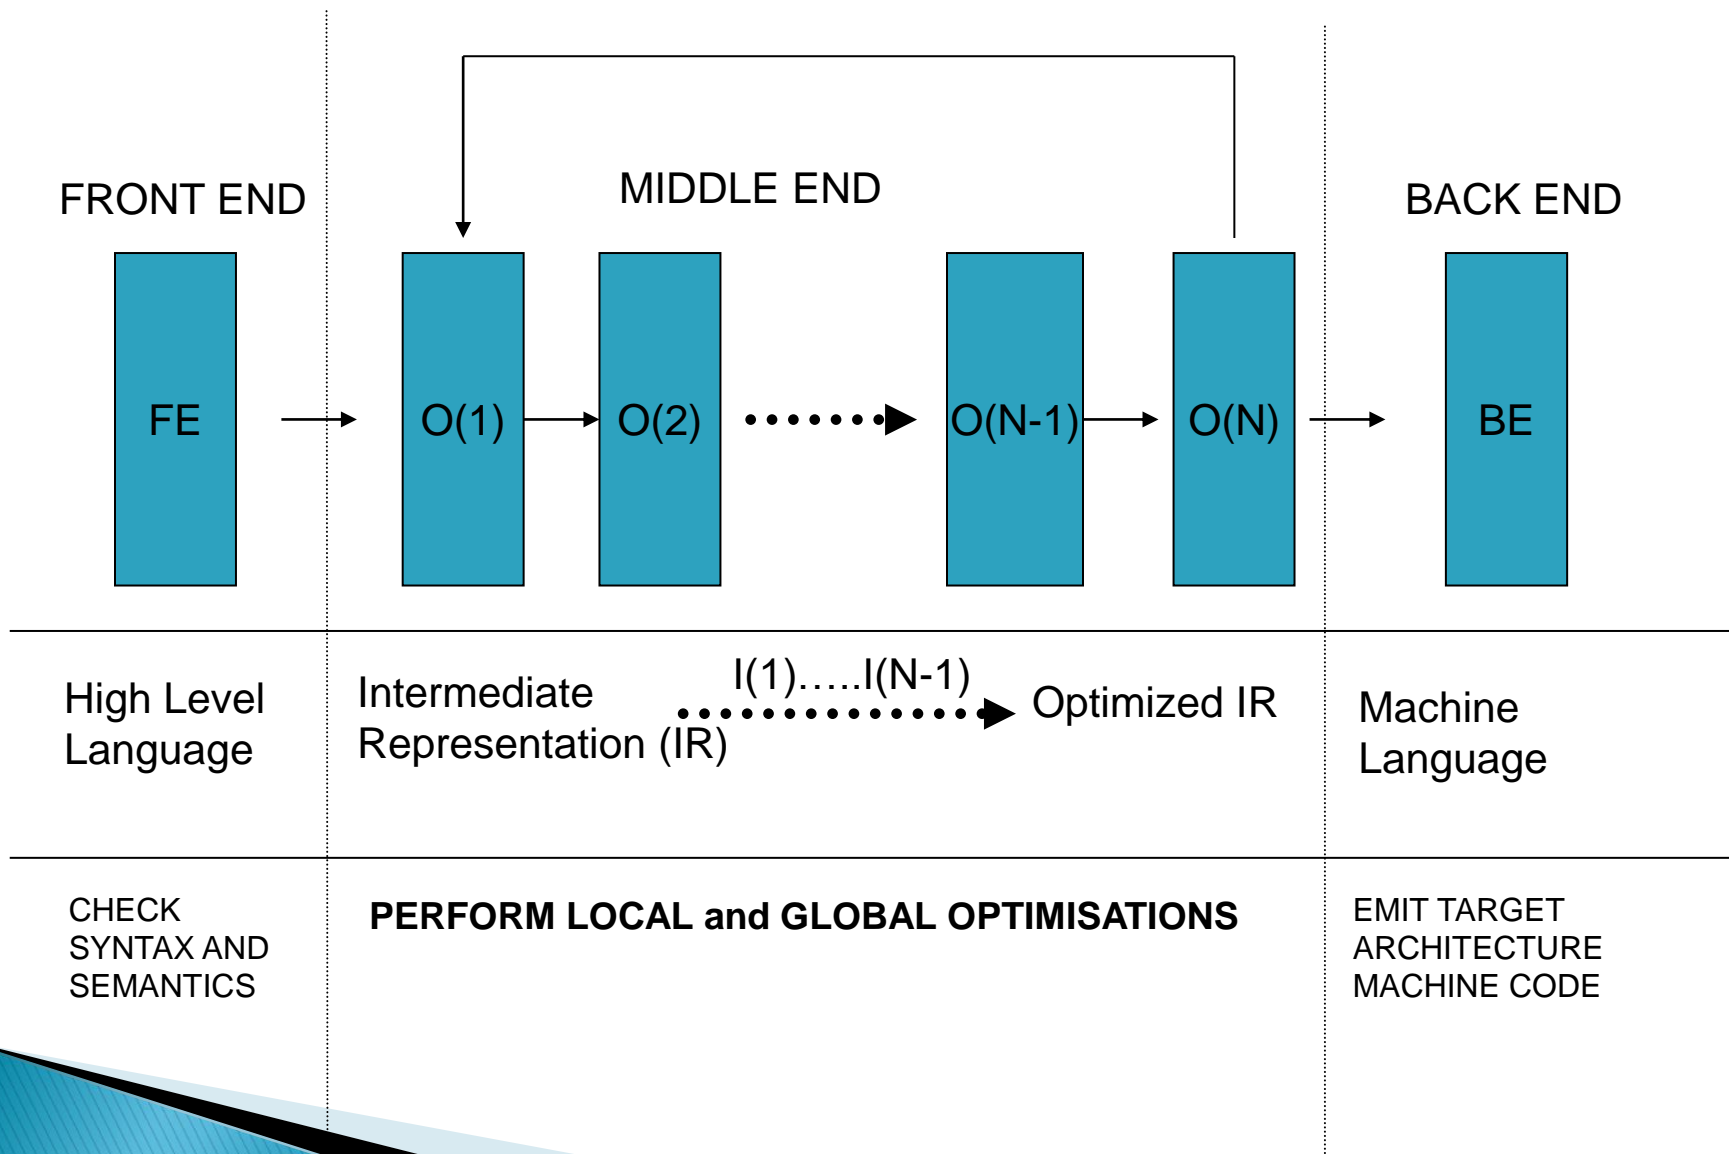 FRONT END
MIDDLE END
BACK END
FE
O(1)
O(2)
O(N-1)
O(N)
BE
High Level
Language
Intermediate
Representation (IR)
I(1).....I(N-1)
Optimized IR
Machine
Language
CHECK
SYNTAX AND
SEMANTICS
PERFORM LOCAL and GLOBAL OPTIMISATIONS
EMIT TARGET
ARCHITECTURE
MACHINE CODE